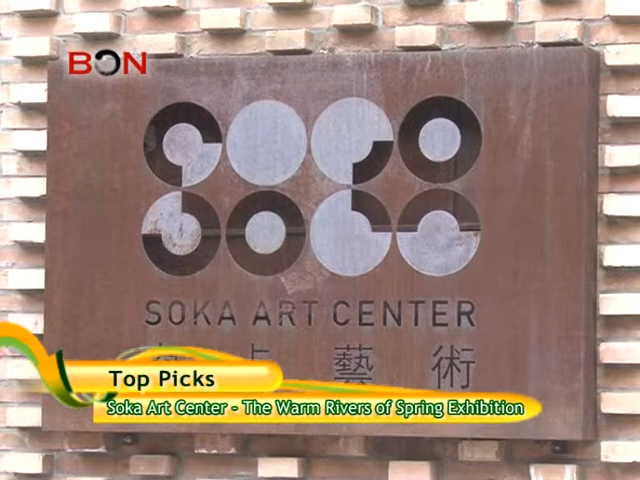 BON
SOKA ART CENTER
藝術
Top Picks
Soka Art Center - The Warm Rivers of Spring Exhibition